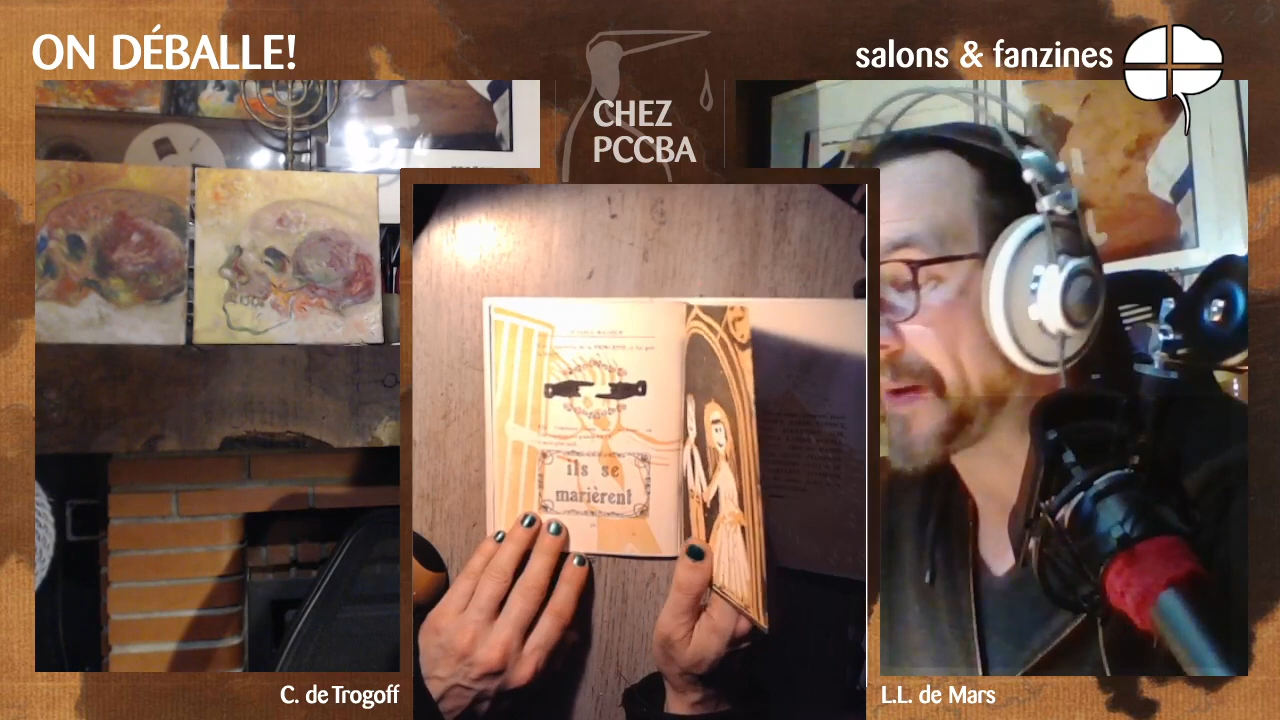 ON DÉBALLE!
salons & fanzines
CHEZ
PCCBA
ils se
marièrent
C. de Trogoff
L.L. de Mars